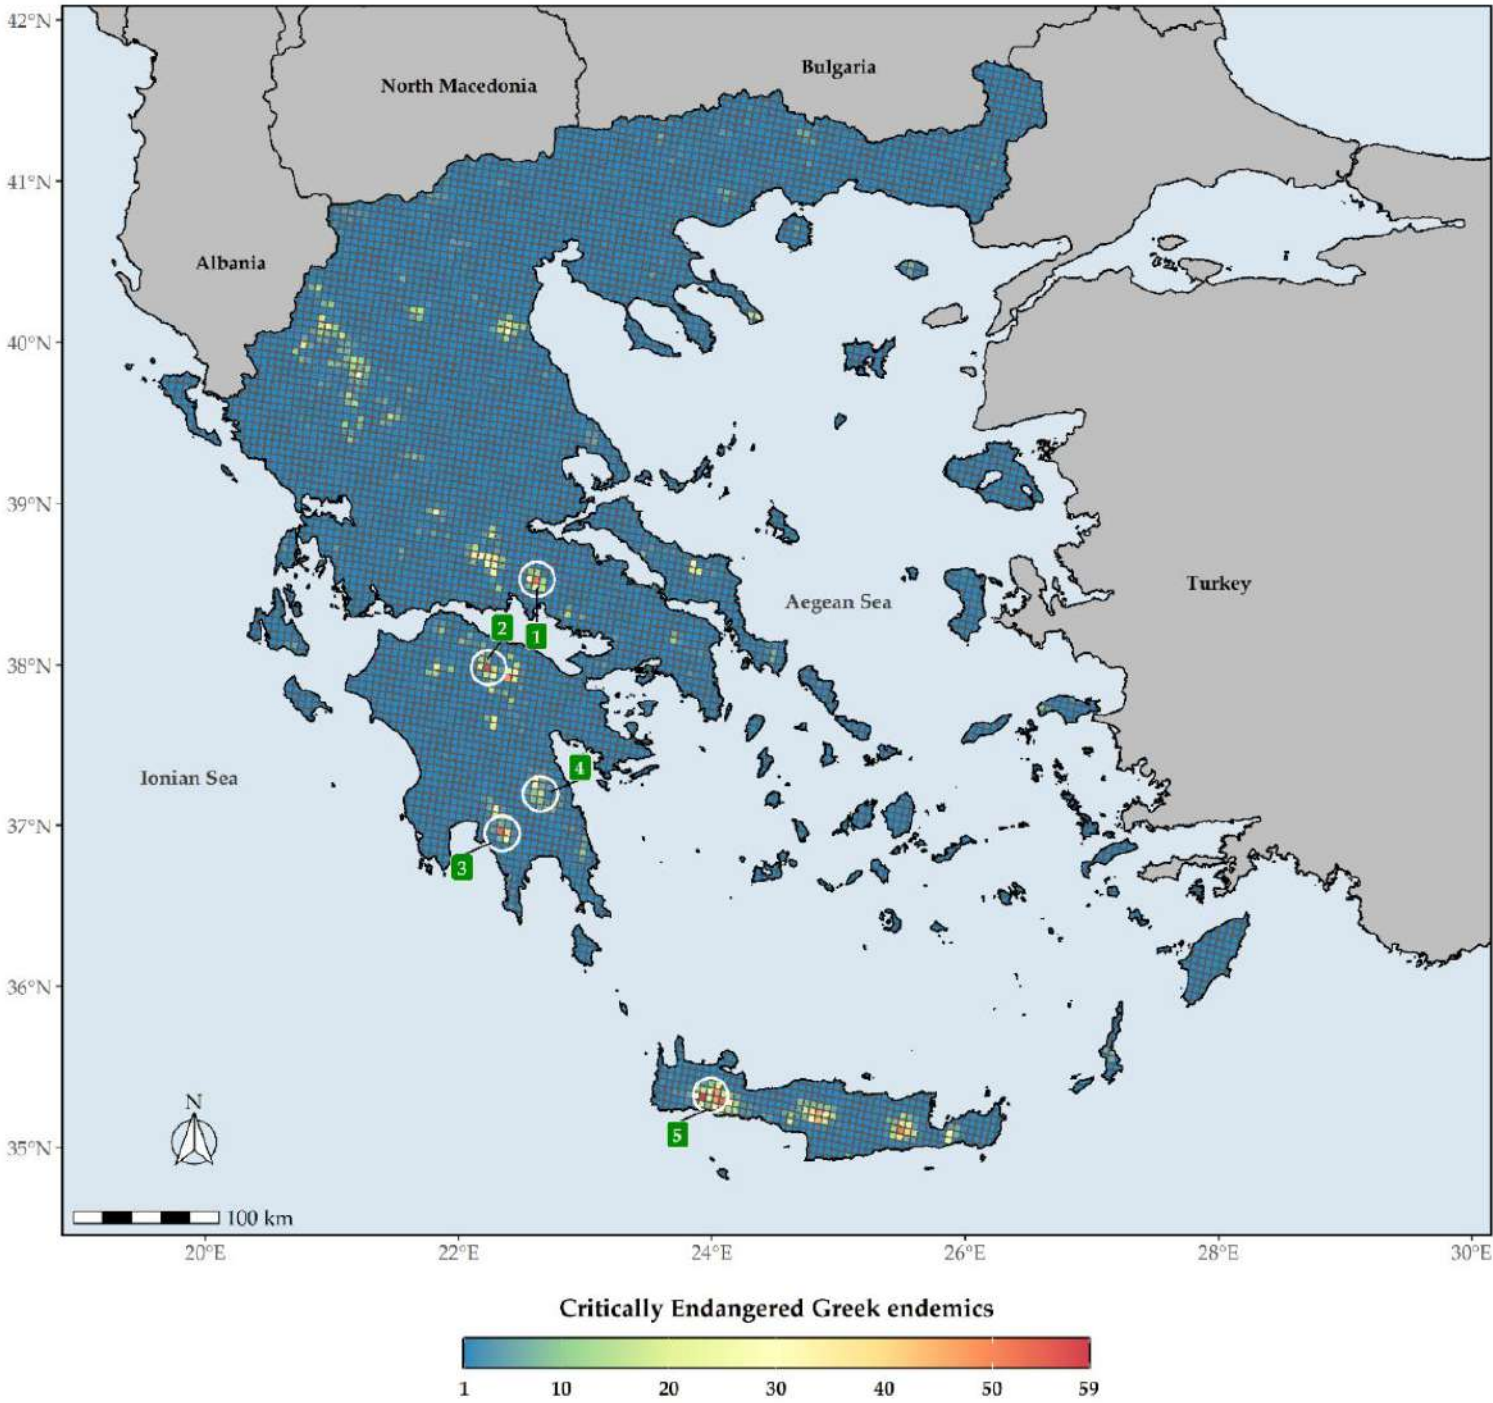 42°N
Bulgaria
North Macedonia
41°N
Albania
40°N
39°N
Turkey
Aegean Sea
2
1
38°N
4
Ionian Sea
37°N
3
36°N
N
5
35°N
100 km
20°E
22°E
24°E
26°E
28°E
30°E
Critically Endangered Greek endemics
1
10
20
30
40
50
59